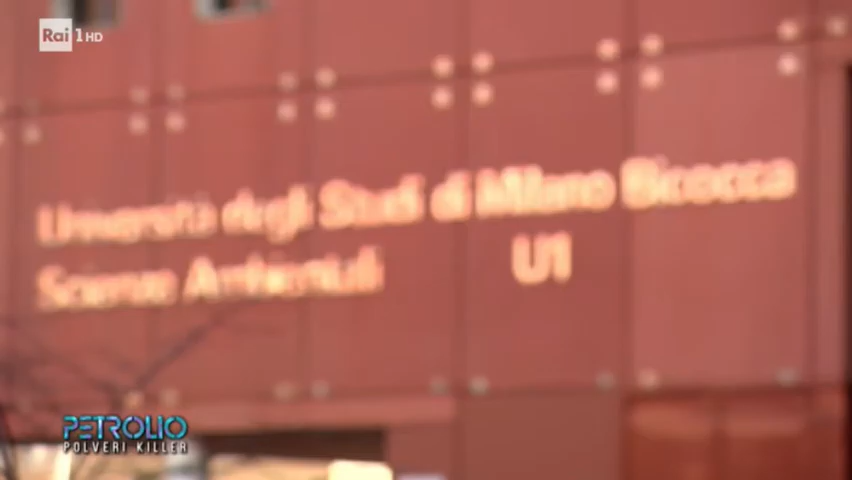 Rai 1 HD
Università degli Studi di Milano Bicocca
Scienze Ambientali U1
PETROLIO
POLVERI KILLER